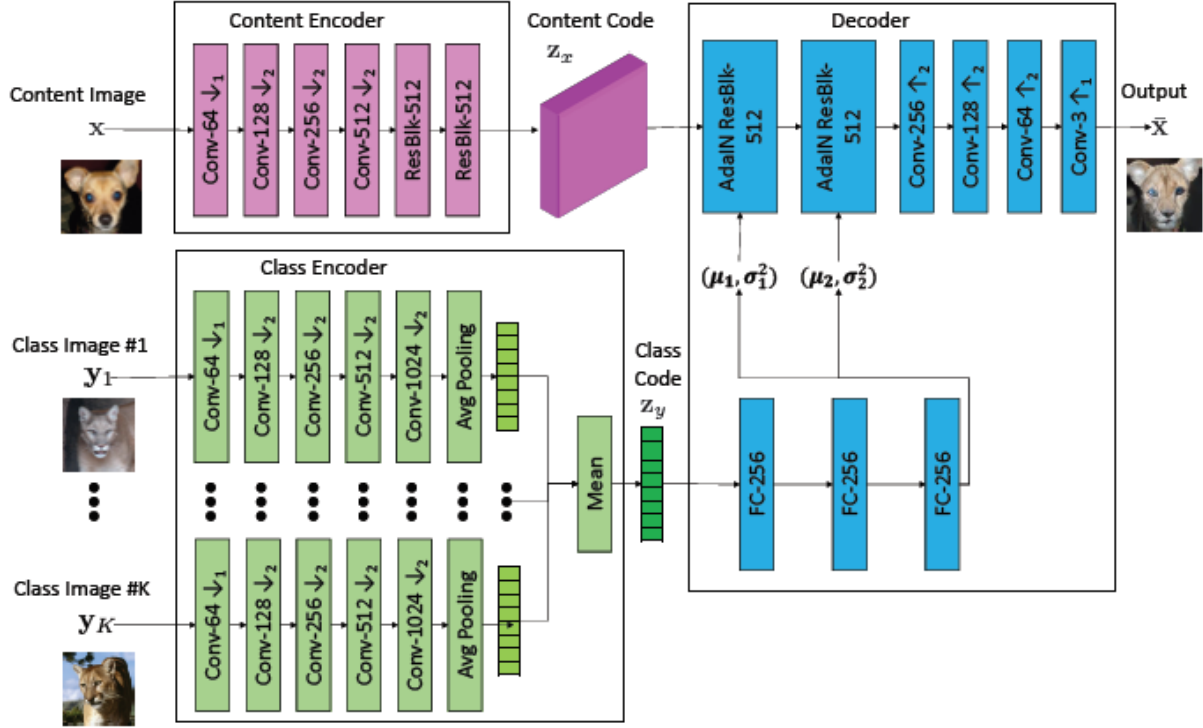 Content Encoder
Content Code
z_x
Decoder
Content Image
x
Conv-64 ↓1
Conv-128 ↓2
Conv-256 ↓2
Conv-512 ↓2
ResBlk-512
ResBlk-512
AdaIN ResBlk-
512
AdaIN ResBlk-
512
Conv-256 ↑2
Conv-128 ↑2
Conv-64 ↑2
Conv-3 ↑1
Output
x̄
(μ₁, σ₁²)
(μ₂, σ₂²)
Class Encoder
Class Image #1
y₁
Conv-64 ↓1
Conv-128 ↓2
Conv-256 ↓2
Conv-512 ↓2
Conv-1024 ↓2
Avg Pooling
Mean
Class
Code
z_y
FC-256
FC-256
FC-256
Class Image #K
y_K
Conv-64 ↓1
Conv-128 ↓2
Conv-256 ↓2
Conv-512 ↓2
Conv-1024 ↓2
Avg Pooling